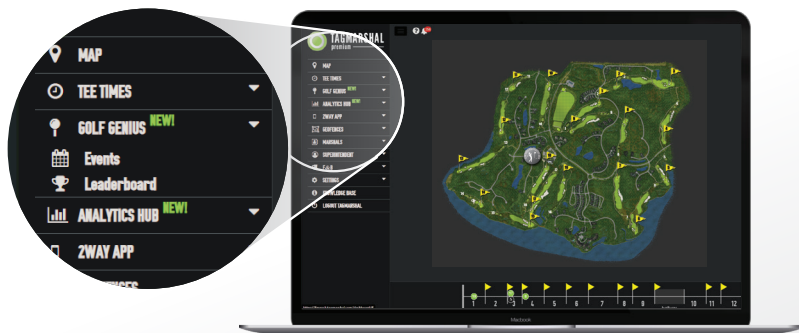 MAP
TEE TIMES
GOLF GENIUS NEW!
Events
Leaderboard
ANALYTICS HUB NEW!
2WAY APP
TAGMARSHAL
premium
MAP
TEE TIMES
GOLF GENIUS NEW!
ANALYTICS HUB NEW!
2WAY APP
GEOFENCES
MARSHALS
SUPERINTENDENT
F & B
SETTINGS
KNOWLEDGE BASE
LOGOUT TAGMARSHAL
1 2 3 4 5 6 7 8 9 10 11 12
Macbook